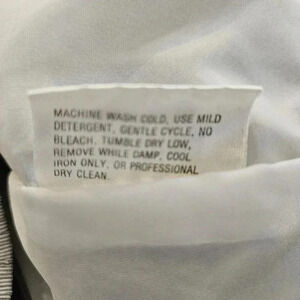 MACHINE WASH COLD, USE MILD
DETERGENT, GENTLE CYCLE, NO
BLEACH, TUMBLE DRY LOW,
REMOVE WHILE DAMP, COOL
IRON ONLY, OR PROFESSIONAL
DRY CLEAN.